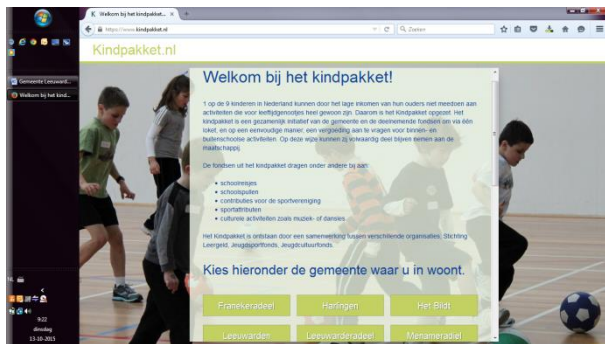 Welkom bij het kindpakket...
https://www.kindpakket.nl
Zoeken
Kindpakket.nl
Gemeente Leeuward...
Welkom bij het kind...
Welkom bij het kindpakket!
1 op de 9 kinderen in Nederland kunnen door het lage inkomen van hun ouders niet meedoen aan
activiteiten die voor leeftijdgenootjes heel gewoon zijn. Daarom is het Kindpakket opgezet. Het
kindpakket is een gezamenlijk initiatief van de gemeente en de deelnemende fondsen om via één
loket, en op een eenvoudige manier, een vergoeding aan te vragen voor binnen- en
buitenschoolse activiteiten. Op deze wijze kunnen zij volwaardig deel blijven nemen aan de
maatschappij.
De fondsen uit het kindpakket dragen onder andere bij aan:
• schoolreisjes
• schoolspullen
• contributies voor de sportvereniging
• sportattributen
• culturele activiteiten zoals muziek- of dansles
Het Kindpakket is ontstaan door een samenwerking tussen verschillende organisaties; Stichting
Leergeld, Jeugdsportfonds, Jeugdcultuurfonds.
Kies hieronder de gemeente waar u in woont.
Franekeradeel
Harlingen
Het Bildt
Leeuwarden
Leeuwarderadeel
Menameradiel
NL
9:22
dinsdag
13-10-2015